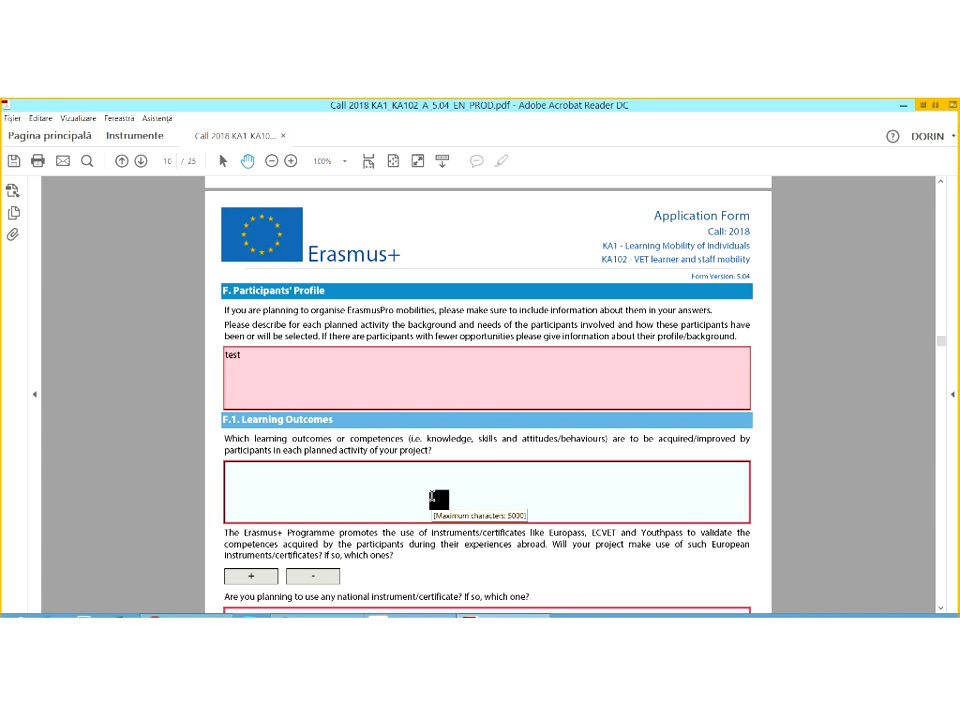 Call 2018 KA1_KA102_A_5.04_EN_PROD.pdf - Adobe Acrobat Reader DC
Fișier Editare Vizualizare Fereastră Asistență
Pagina principală Instrumente Call 2018 KA1_KA10... × DORIN
10 / 25 100%
Application Form
Call: 2018
KA1 - Learning Mobility of Individuals
Erasmus+
KA102 - VET learner and staff mobility
Form Version: 5.04
F. Participants' Profile
If you are planning to organise ErasmusPro mobilities, please make sure to include information about them in your answers.
Please describe for each planned activity the background and needs of the participants involved and how these participants have
been or will be selected. If there are participants with fewer opportunities please give information about their profile/background.
test
F.1. Learning Outcomes
Which learning outcomes or competences (i.e. knowledge, skills and attitudes/behaviours) are to be acquired/improved by
participants in each planned activity of your project?
[Maximum characters: 5000]
The Erasmus+ Programme promotes the use of instruments/certificates like Europass, ECVET and Youthpass to validate the
competences acquired by the participants during their experiences abroad. Will your project make use of such European
instruments/certificates? If so, which ones?
+ -
Are you planning to use any national instrument/certificate? If so, which one?